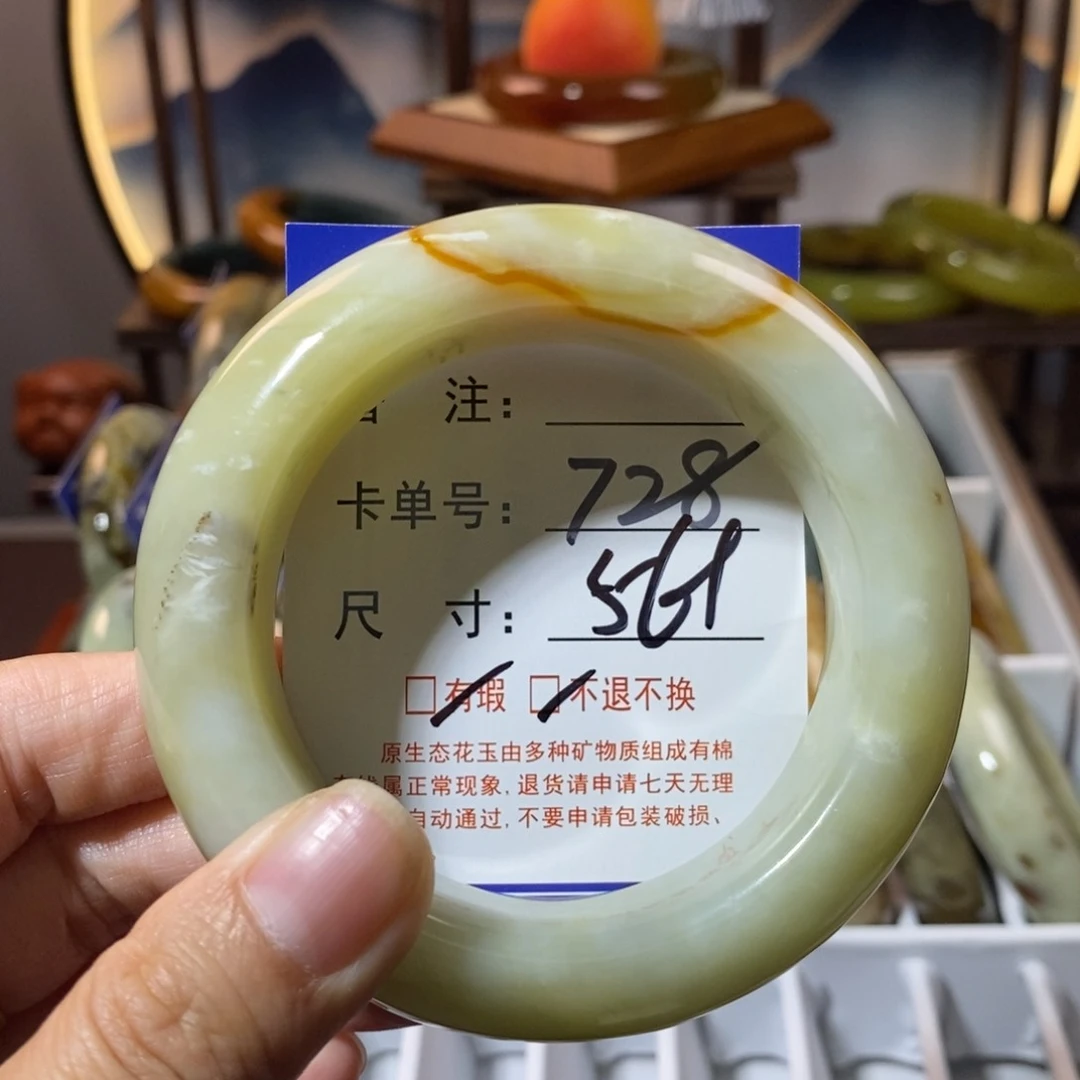 注:
卡单号: 728
尺 寸: 561
□有瑕 □不退不换
原生态花玉由多种矿物质组成有棉
属正常现象,退货请申请七天无理
自动通过,不要申请包装破损、